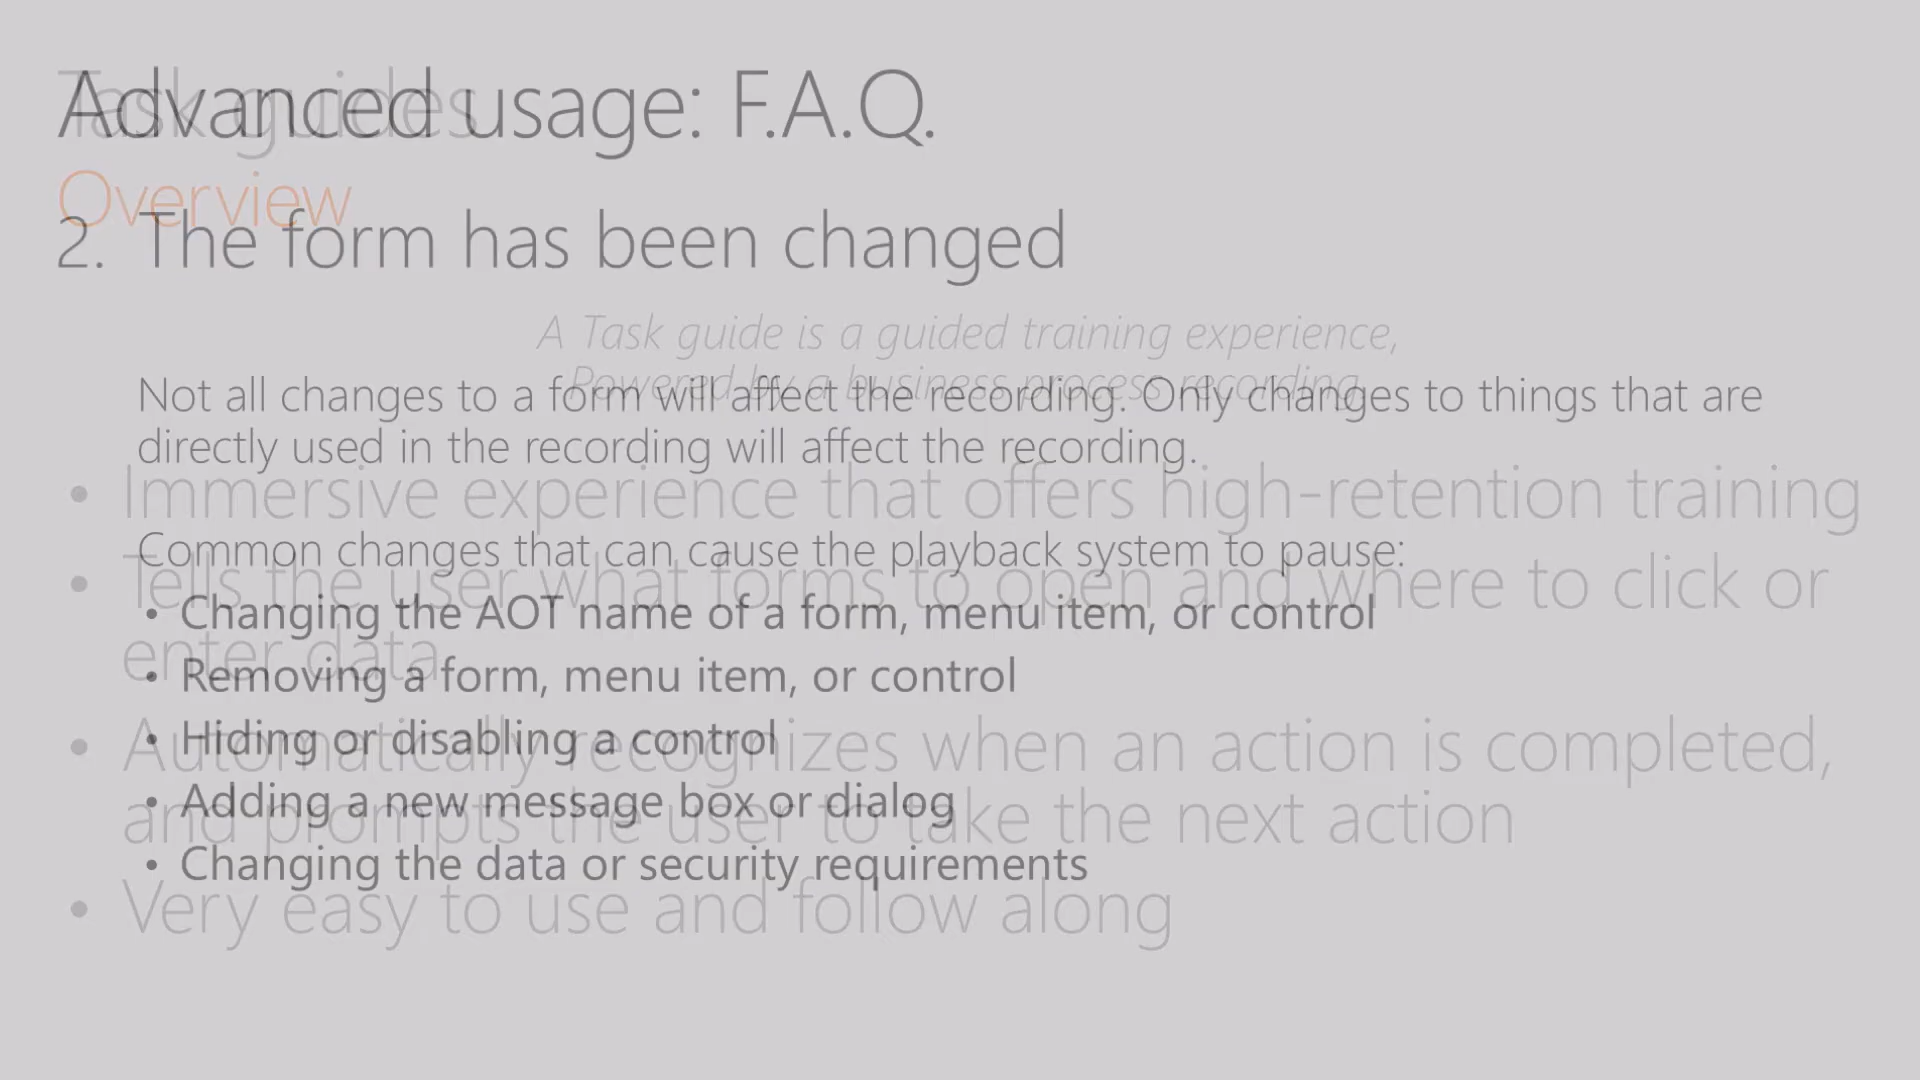 Advanced usage: F.A.Q.
2. The form has been changed
Not all changes to a form will affect the recording. Only changes to things that are
directly used in the recording will affect the recording.
Common changes that can cause the playback system to pause:
• Changing the AOT name of a form, menu item, or control
• Removing a form, menu item, or control
• Hiding or disabling a control
• Adding a new message box or dialog
• Changing the data or security requirements
Task guides
Overview
A Task guide is a guided training experience,
Powered by a business process recording.
• Immersive experience that offers high-retention training
• Tells the user what forms to open and where to click or
enter data
• Automatically recognizes when an action is completed,
and prompts the user to take the next action
• Very easy to use and follow along